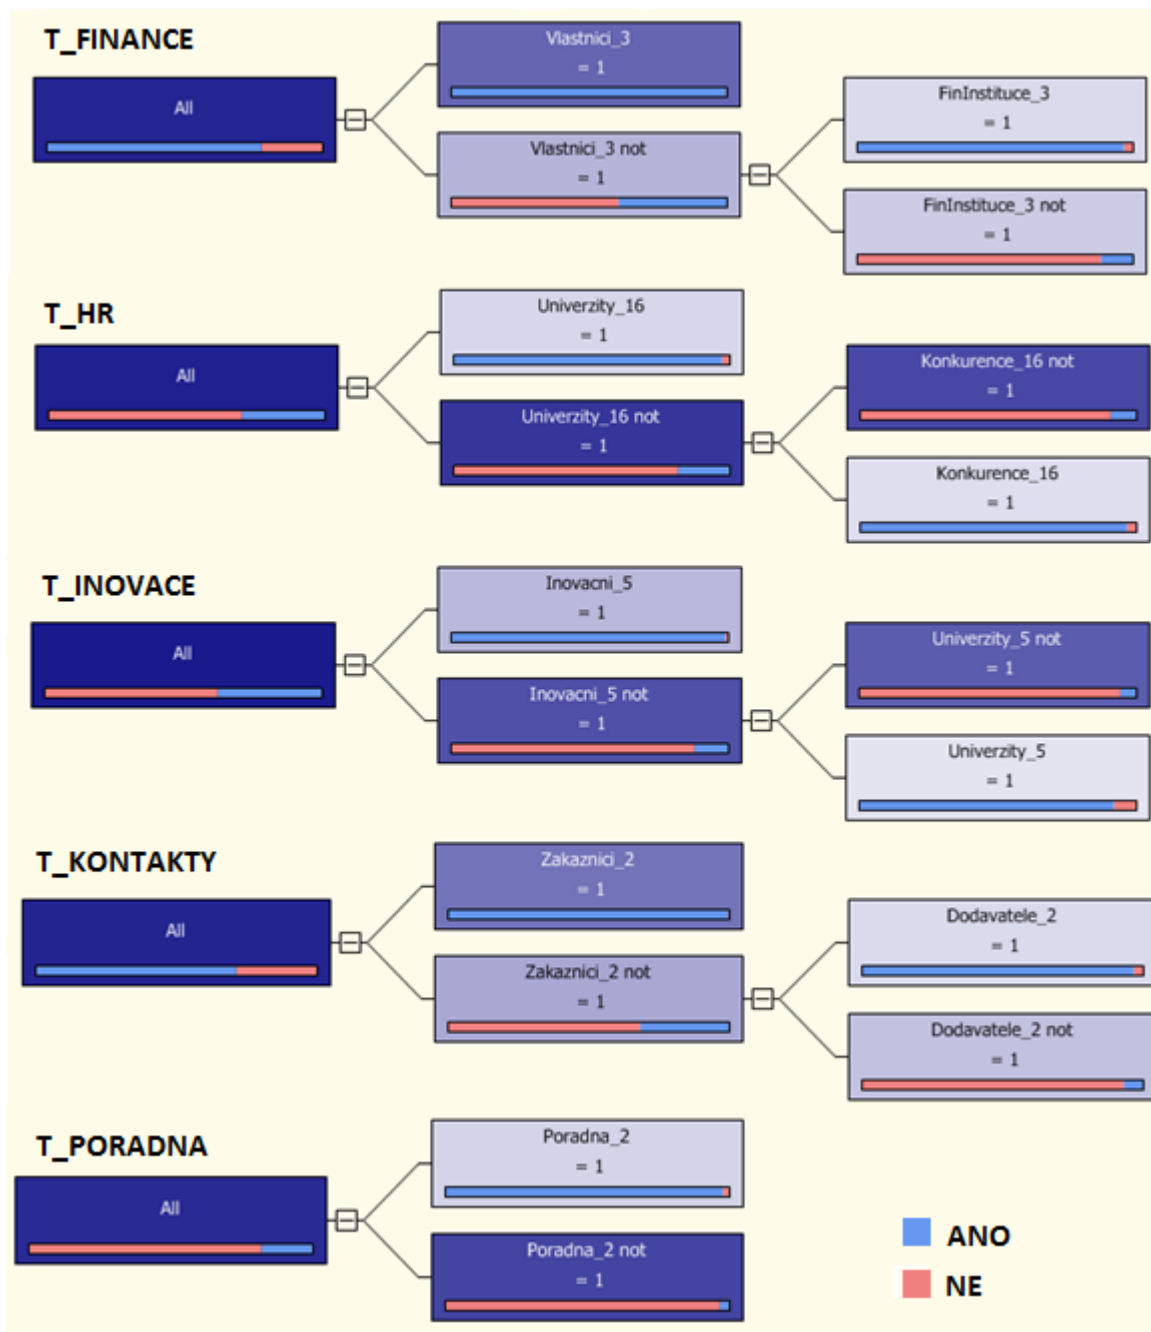 T_FINANCE
All
Vlastnici_3
= 1
Vlastnici_3 not
= 1
FinInstituce_3
= 1
FinInstituce_3 not
= 1
T_HR
All
Univerzity_16
= 1
Univerzity_16 not
= 1
Konkurence_16 not
= 1
Konkurence_16
= 1
T_INOVACE
All
Inovacni_5
= 1
Inovacni_5 not
= 1
Univerzity_5 not
= 1
Univerzity_5
= 1
T_KONTAKTY
All
Zakaznici_2
= 1
Zakaznici_2 not
= 1
Dodavatele_2
= 1
Dodavatele_2 not
= 1
T_PORADNA
All
Poradna_2
= 1
Poradna_2 not
= 1
ANO
NE